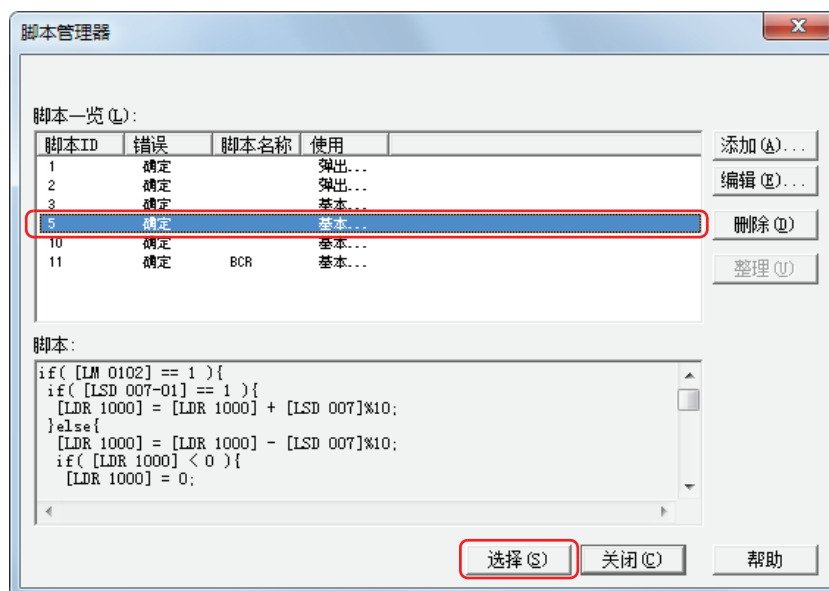 脚本管理器
脚本一览(L):
脚本ID 错误 脚本名称 使用
添加(A)...
1 确定 弹出...
2 确定 弹出...
编辑(E)...
3 确定 基本...
5 确定 基本...
删除(D)
10 确定 基本...
11 确定 BCR 基本...
整理(U)
脚本:
if( [LM 0102] == 1 ){
if( [LSD 007-01] == 1 ){
[LDR 1000] = [LDR 1000] + [LSD 007]%10;
}else{
[LDR 1000] = [LDR 1000] - [LSD 007]%10;
if( [LDR 1000] < 0 ){
[LDR 1000] = 0;
选择(S) 关闭(C) 帮助